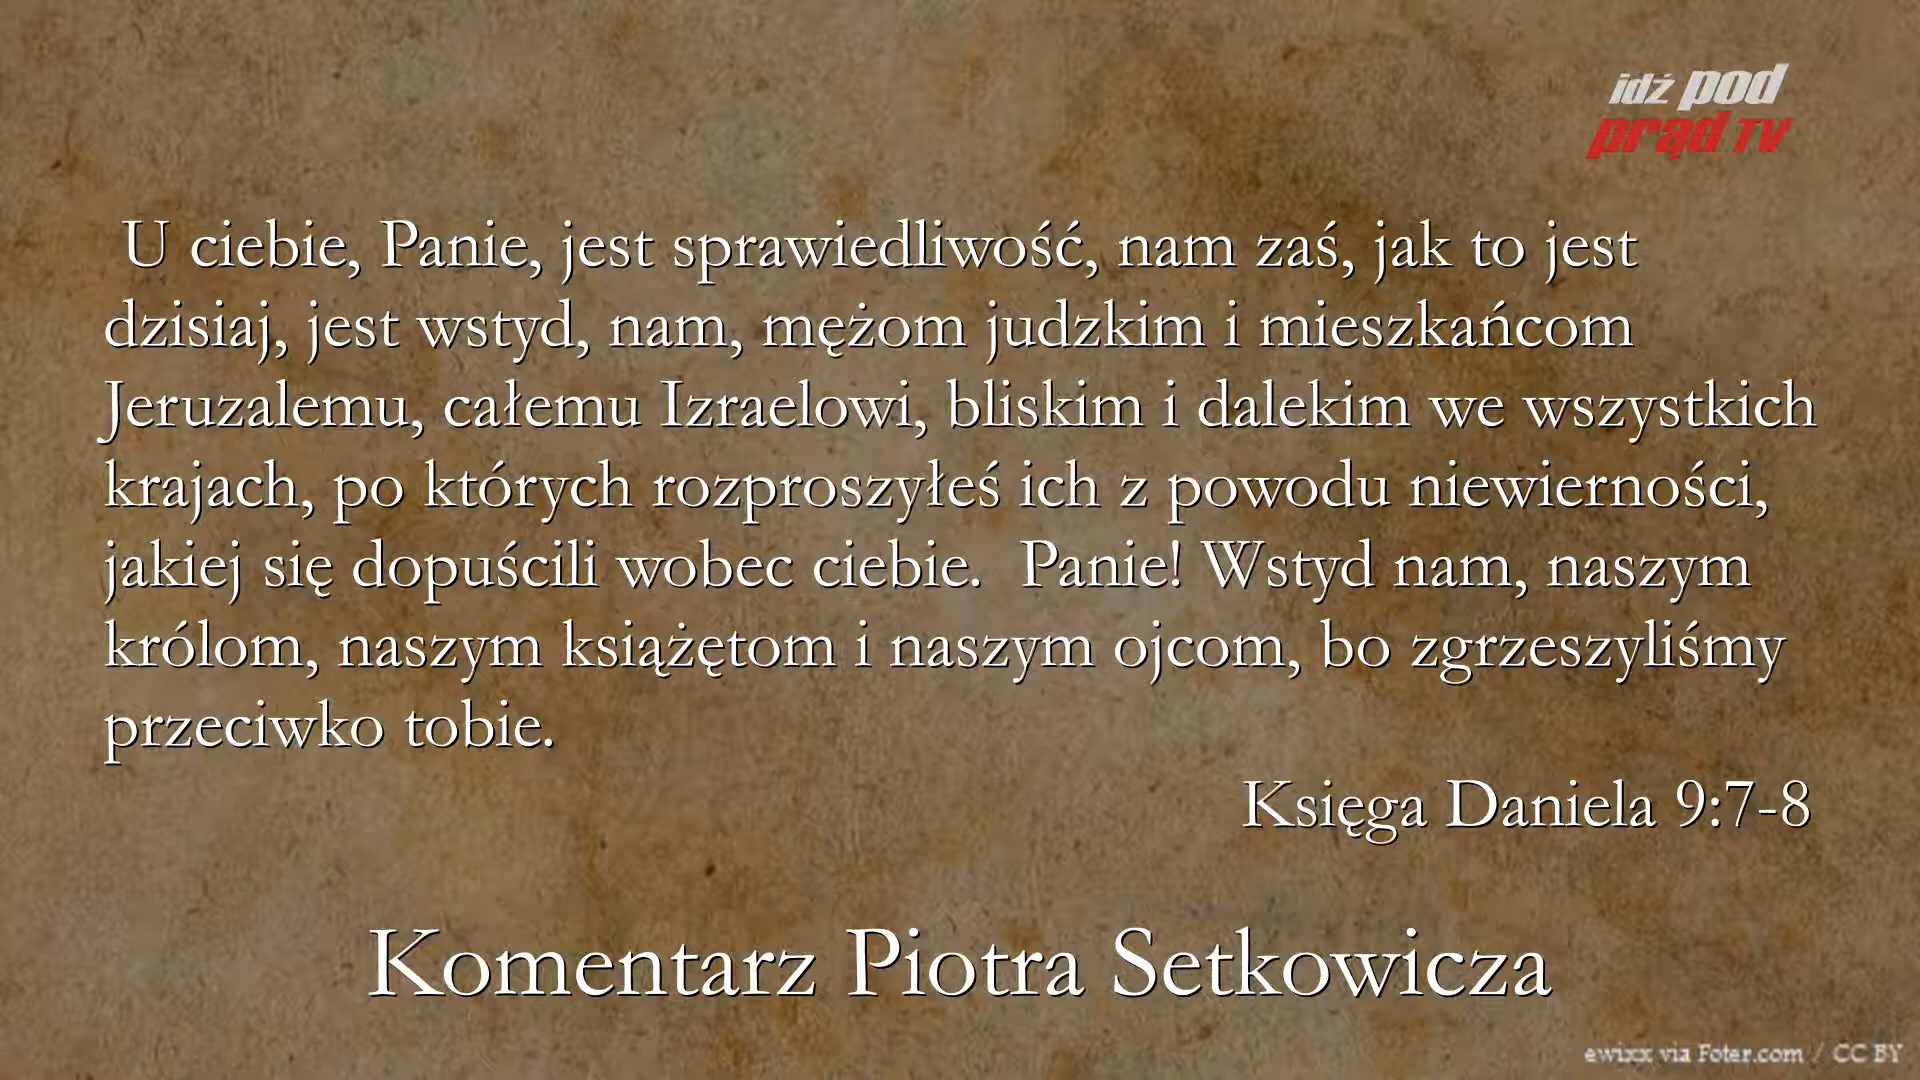 idź pod
prąd TV
U ciebie, Panie, jest sprawiedliwość, nam zaś, jak to jest
dzisiaj, jest wstyd, nam, mężom judzkim i mieszkańcom
Jeruzalemu, całemu Izraelowi, bliskim i dalekim we wszystkich
krajach, po których rozproszyłeś ich z powodu niewierności,
jakiej się dopuścili wobec ciebie.  Panie! Wstyd nam, naszym
królom, naszym książętom i naszym ojcom, bo zgrzeszyliśmy
przeciwko tobie.
Księga Daniela 9:7-8
Komentarz Piotra Setkowicza
ewixx via Foter.com / CC BY